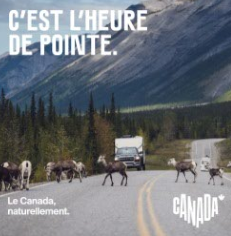 C'EST L'HEURE
DE POINTE.
Le Canada,
naturellement.
CANADA